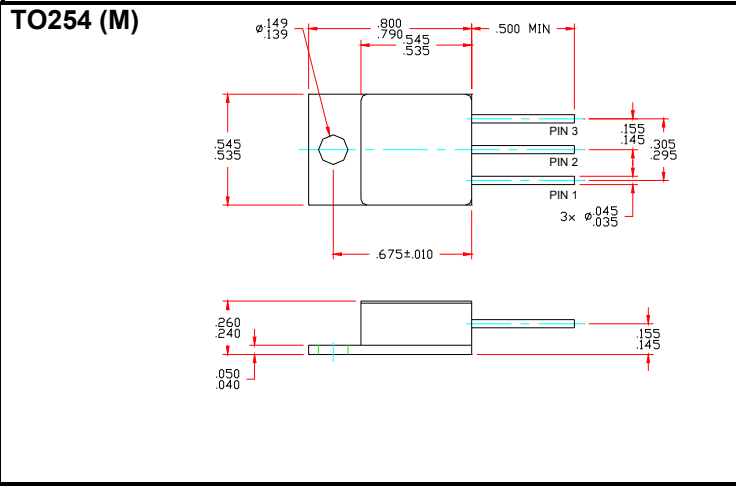 TO254 (M)
ø.149
.139
.800
.790
.545
.535
.500 MIN
.545
.535
PIN 3
PIN 2
PIN 1
.155
.145
.305
.295
3x ø.045
.035
.675±.010
.260
.240
.050
.040
.155
.145